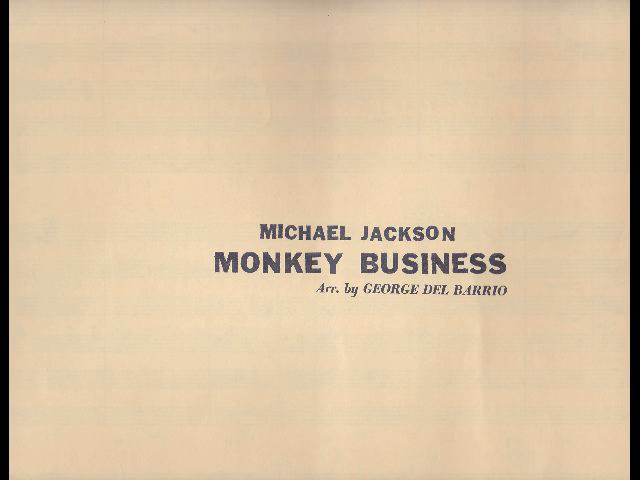 MICHAEL JACKSON
MONKEY BUSINESS
Arr. by GEORGE DEL BARRIO